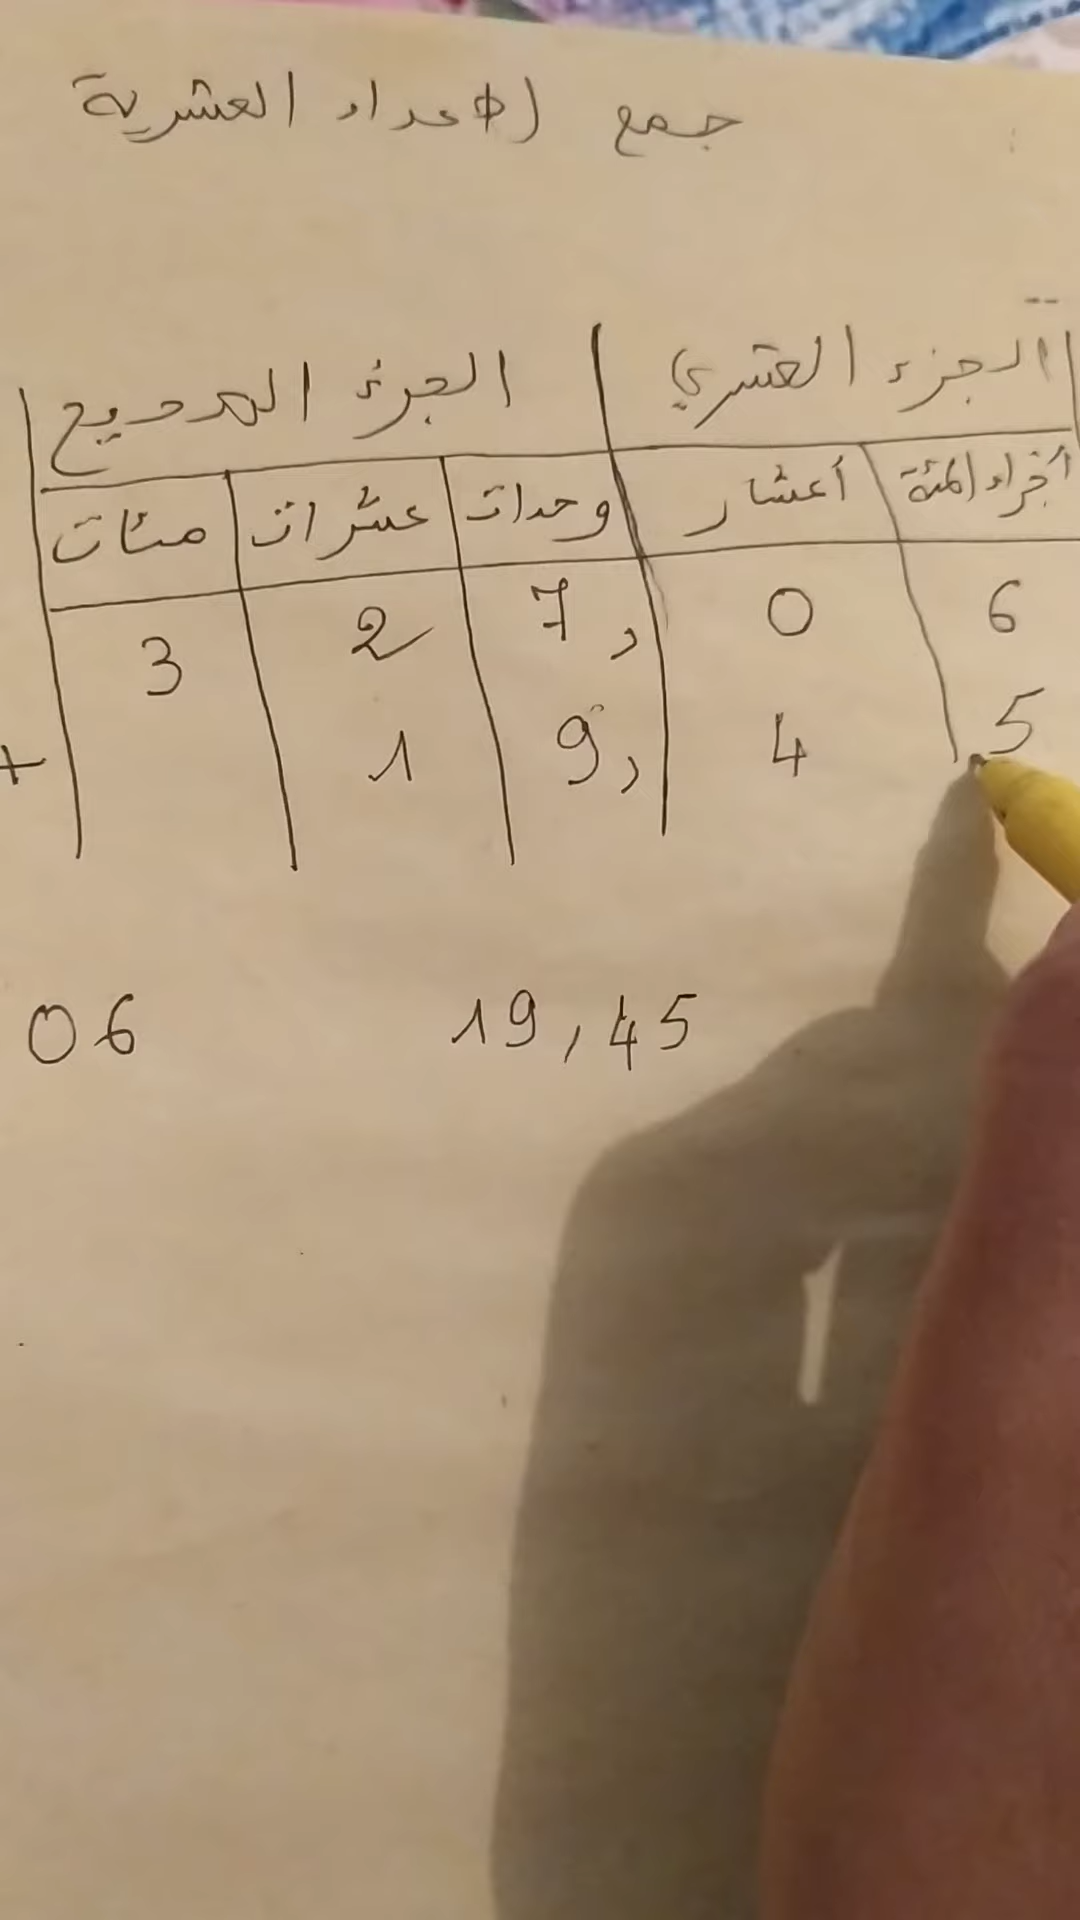 جمع الأعداد العشرية
الجزء الصحيح الجزء العشري
مئات عشرات وحدات أعشار أجزاء المئة
3 2 7, 0 6
+ 1 9, 4 5
06 19,45